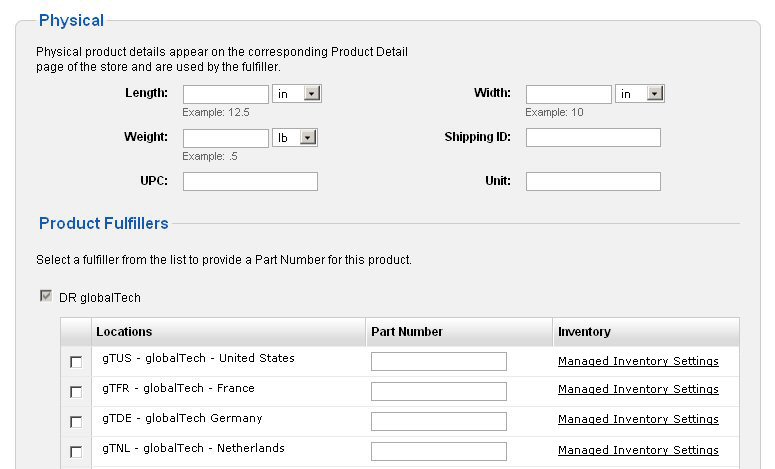 Physical
Physical product details appear on the corresponding Product Detail
page of the store and are used by the fulfiller.
Length: in Width: in
Example: 12.5 Example: 10
Weight: lb Shipping ID:
Example: .5
UPC: Unit:
Product Fulfillers
Select a fulfiller from the list to provide a Part Number for this product.
DR globalTech
Locations Part Number Inventory
gTUS - globalTech - United States Managed Inventory Settings
gTFR - globalTech - France Managed Inventory Settings
gTDE - globalTech Germany Managed Inventory Settings
gTNL - globalTech - Netherlands Managed Inventory Settings